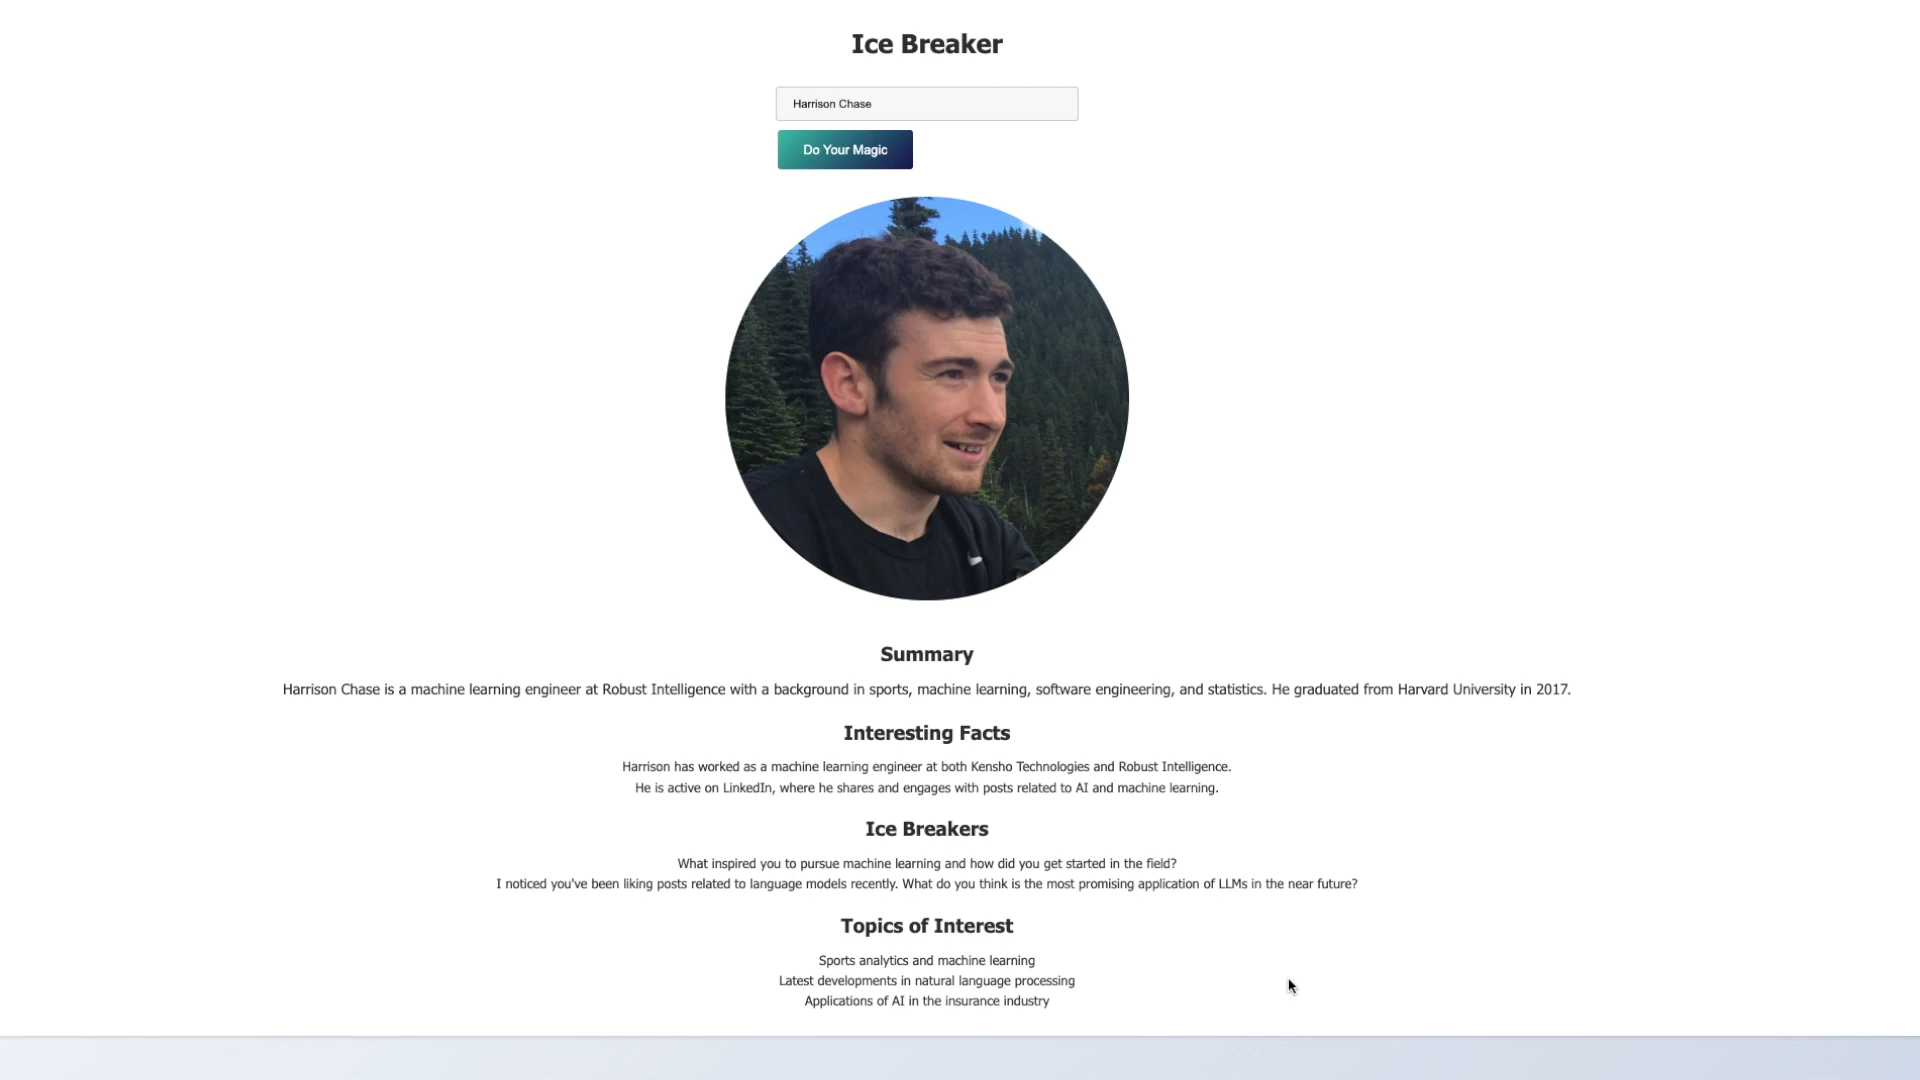 Ice Breaker
Harrison Chase
Do Your Magic
Summary
Harrison Chase is a machine learning engineer at Robust Intelligence with a background in sports, machine learning, software engineering, and statistics. He graduated from Harvard University in 2017.
Interesting Facts
Harrison has worked as a machine learning engineer at both Kensho Technologies and Robust Intelligence.
He is active on LinkedIn, where he shares and engages with posts related to AI and machine learning.
Ice Breakers
What inspired you to pursue machine learning and how did you get started in the field?
I noticed you've been liking posts related to language models recently. What do you think is the most promising application of LLMs in the near future?
Topics of Interest
Sports analytics and machine learning
Latest developments in natural language processing
Applications of AI in the insurance industry